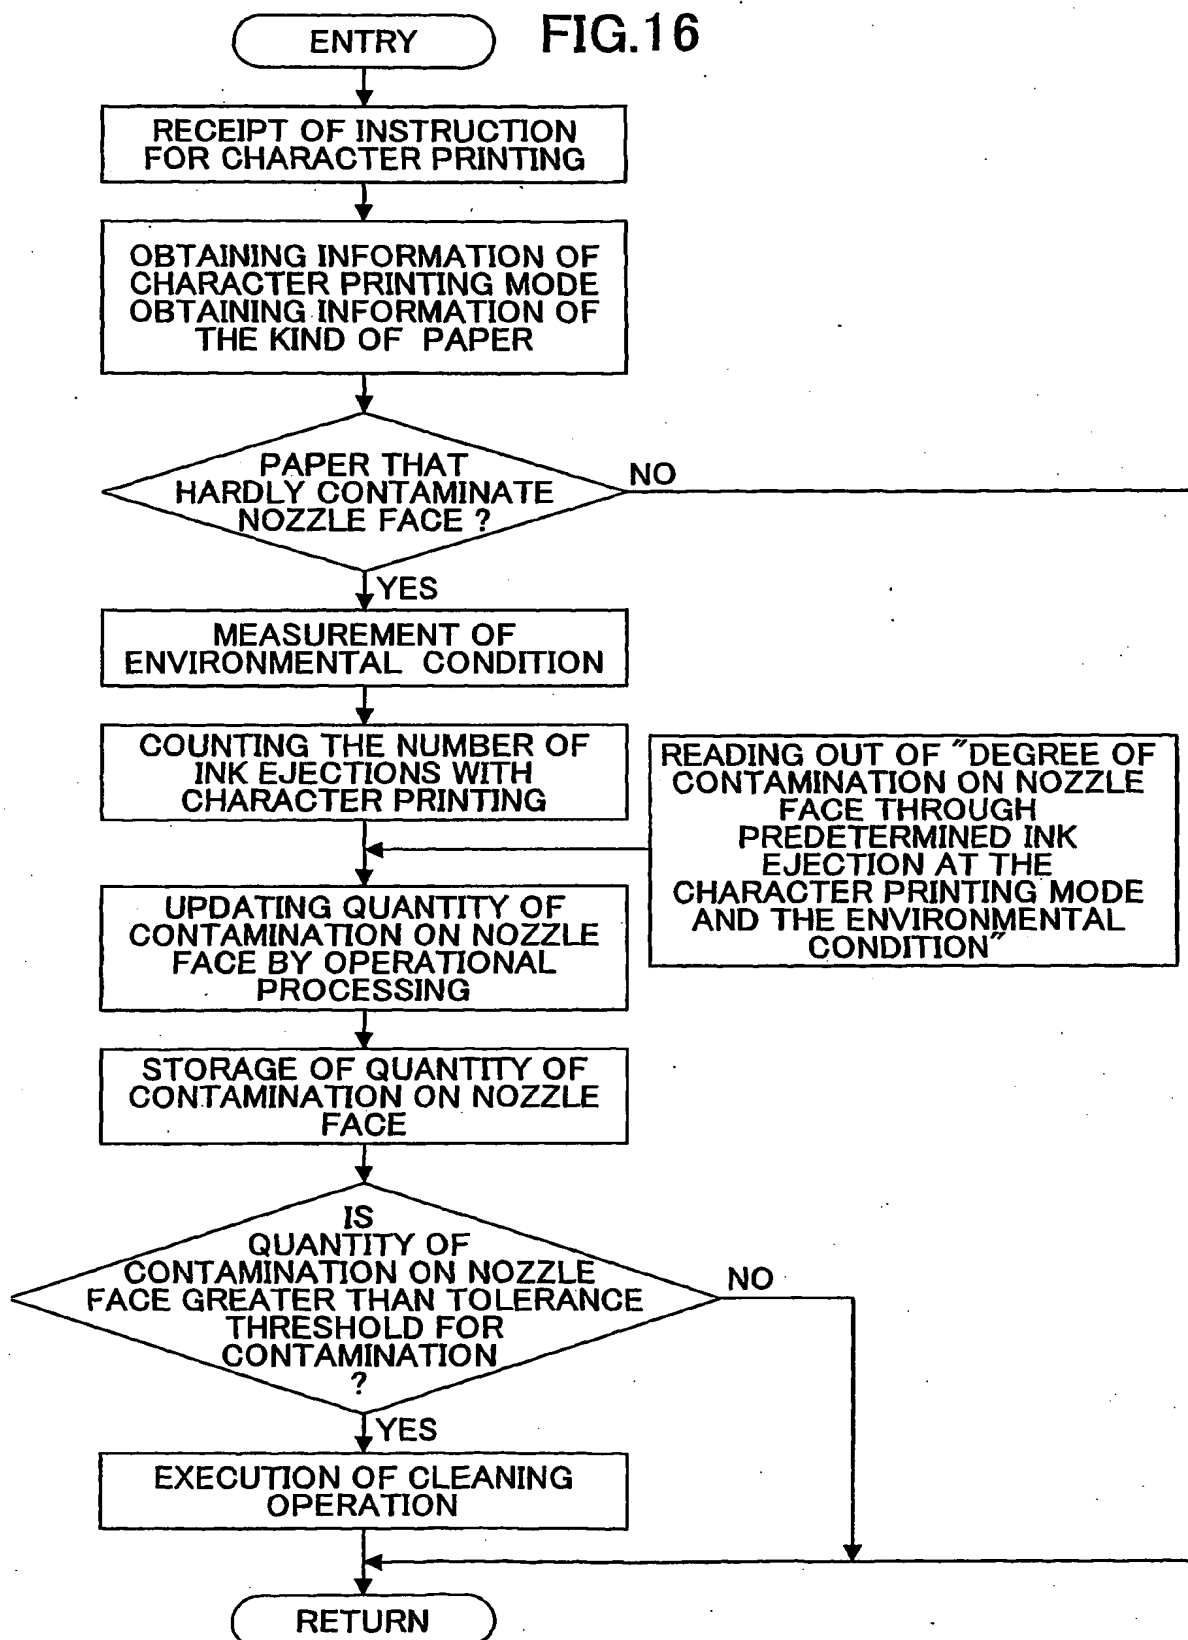 FIG.16
ENTRY
RECEIPT OF INSTRUCTION
FOR CHARACTER PRINTING
OBTAINING INFORMATION OF
CHARACTER PRINTING MODE
OBTAINING INFORMATION OF
THE KIND OF PAPER
PAPER THAT
HARDLY CONTAMINATE
NOZZLE FACE ?
NO
YES
MEASUREMENT OF
ENVIRONMENTAL CONDITION
COUNTING THE NUMBER OF
INK EJECTIONS WITH
CHARACTER PRINTING
READING OUT OF "DEGREE OF
CONTAMINATION ON NOZZLE
FACE THROUGH
PREDETERMINED INK
EJECTION AT THE
CHARACTER PRINTING MODE
AND THE ENVIRONMENTAL
CONDITION"
UPDATING QUANTITY OF
CONTAMINATION ON NOZZLE
FACE BY OPERATIONAL
PROCESSING
STORAGE OF QUANTITY OF
CONTAMINATION ON NOZZLE
FACE
IS
QUANTITY OF
CONTAMINATION ON NOZZLE
FACE GREATER THAN TOLERANCE
THRESHOLD FOR
CONTAMINATION
?
NO
YES
EXECUTION OF CLEANING
OPERATION
RETURN